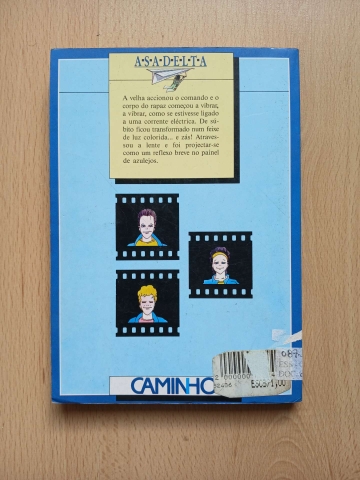 A·S·A·D·E·L·T·A
A velha accionou o comando e o
corpo do rapaz começou a vibrar,
a vibrar, como se estivesse ligado
a uma corrente eléctrica. De sú-
bito ficou transformado num feixe
de luz colorida... e zás! Atraves-
sou a lente e foi projectar-se
como um reflexo breve no painel
de azulejos.
CAMINHO